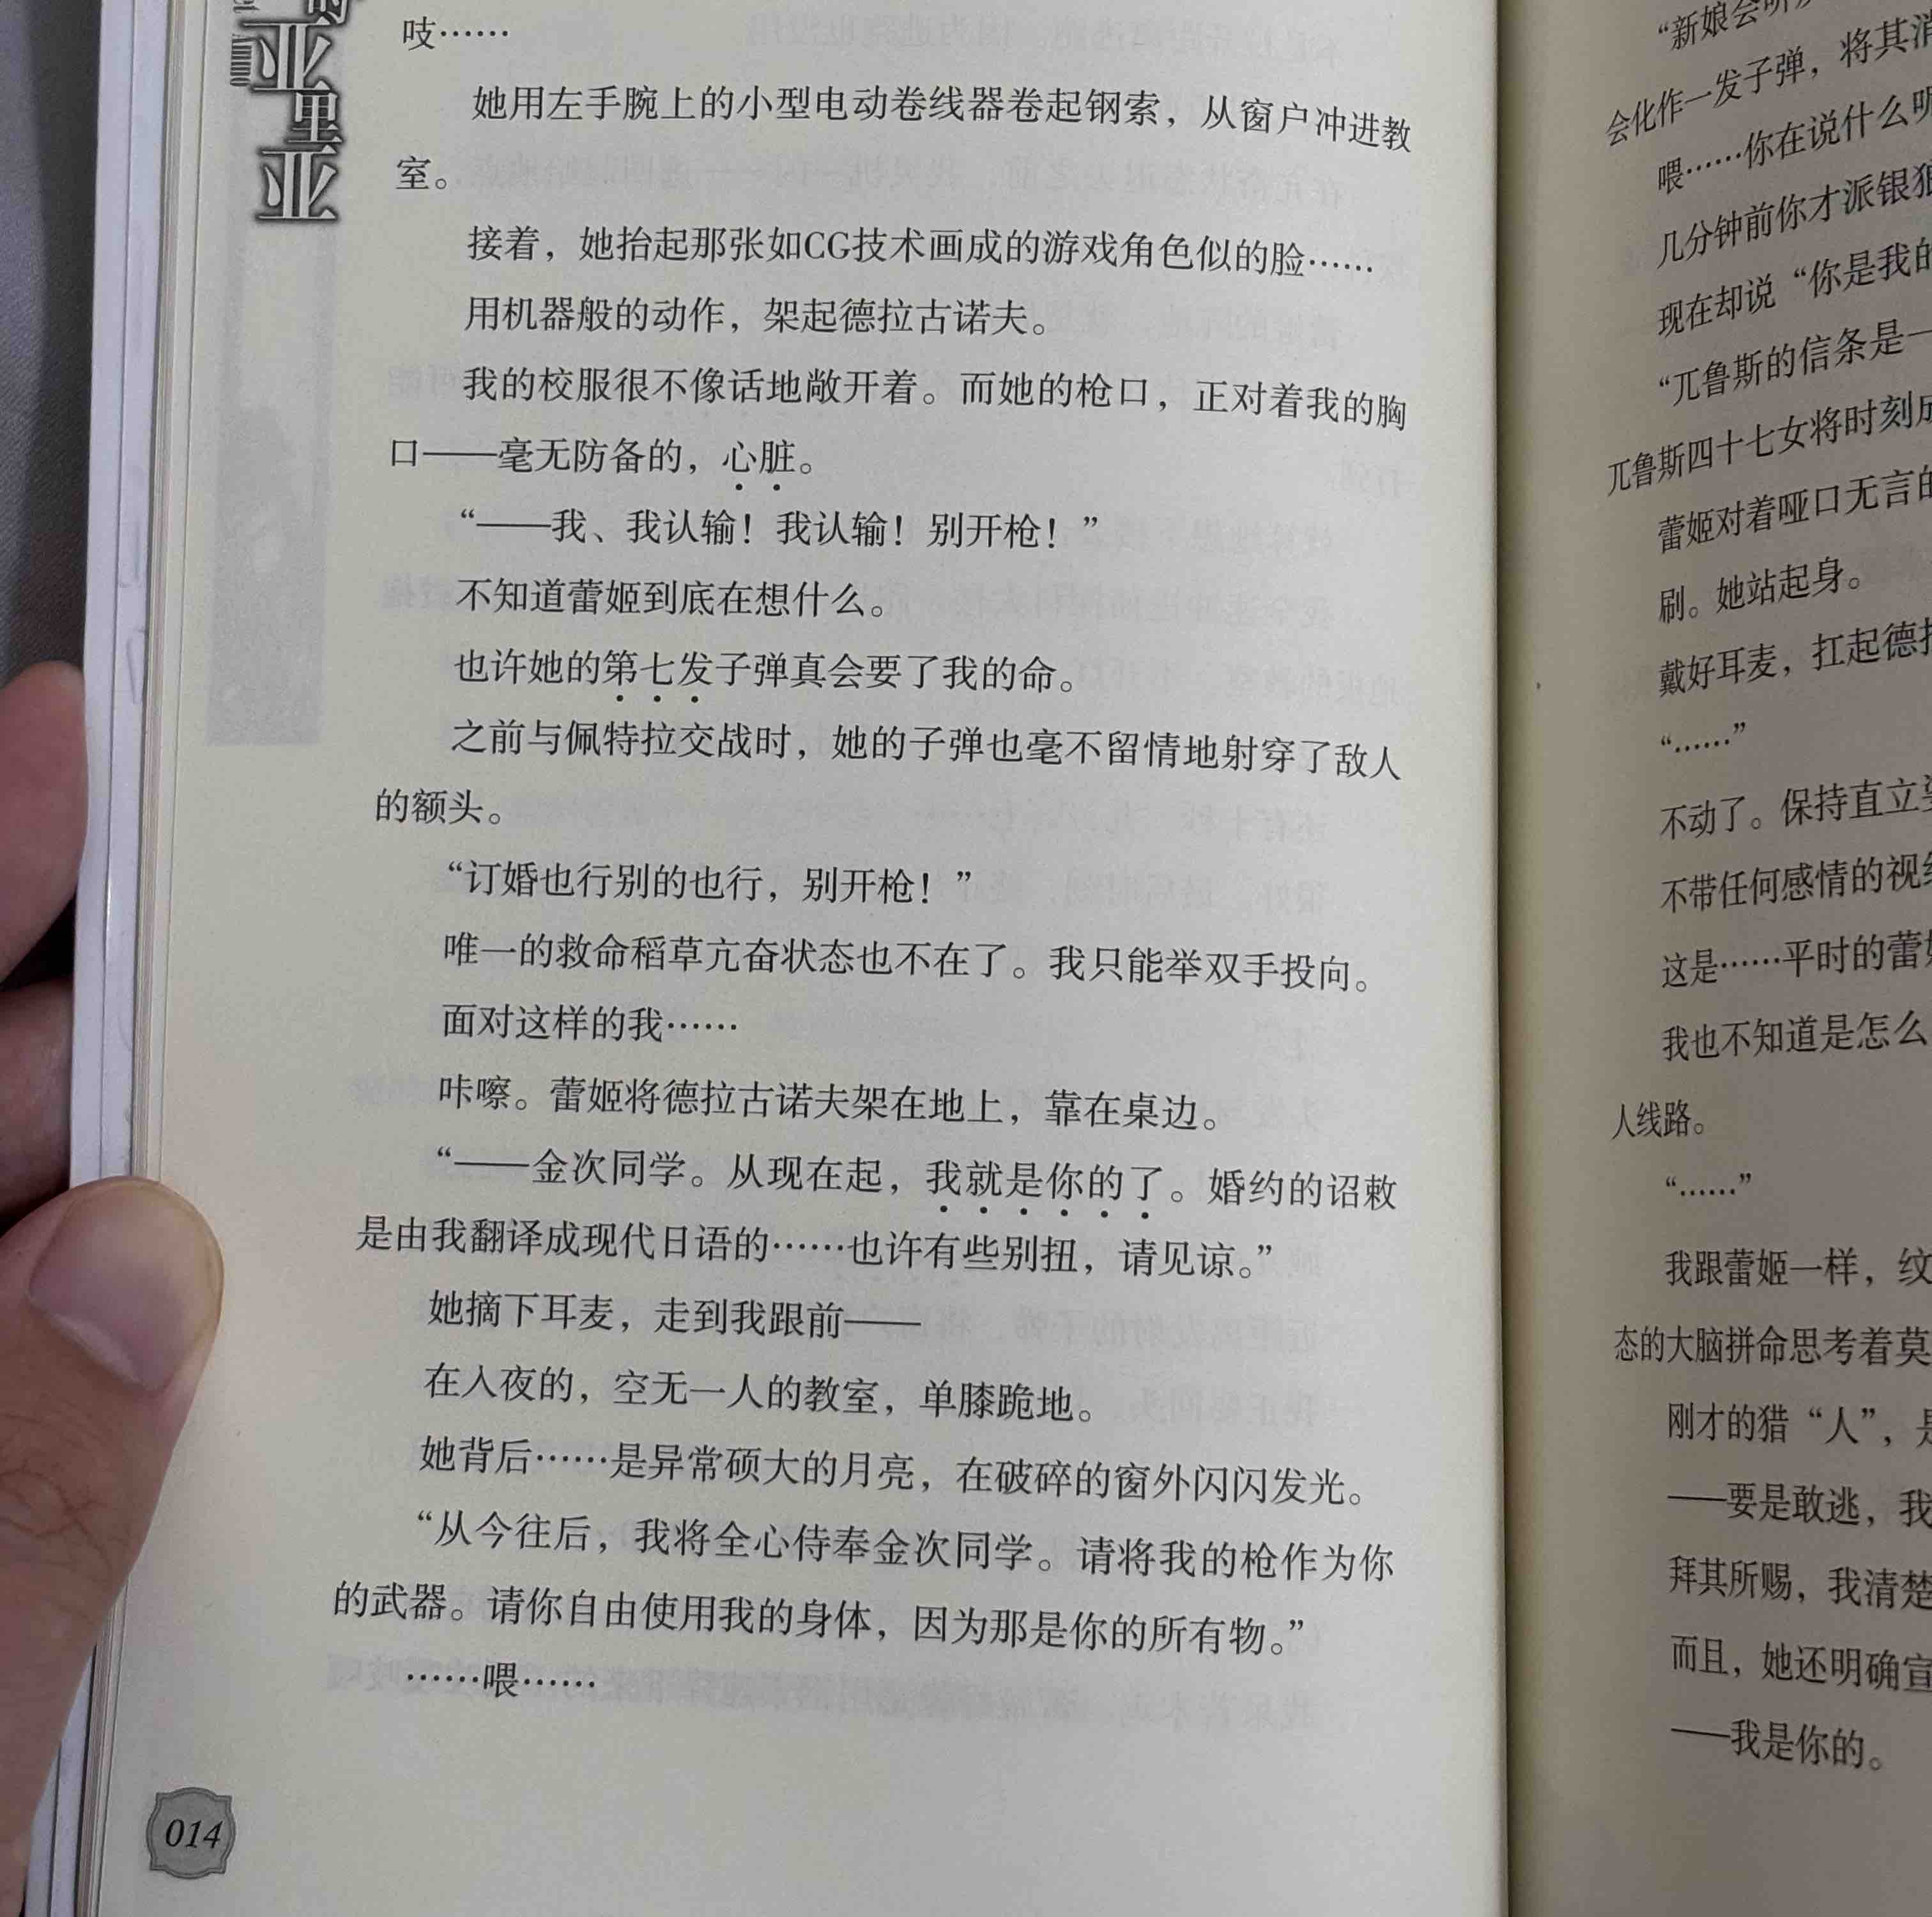 亚里亚
吱……
她用左手腕上的小型电动卷线器卷起钢索，从窗户冲进教
室。
接着，她抬起那张如CG技术画成的游戏角色似的脸……
用机器般的动作，架起德拉古诺夫。
我的校服很不像话地敞开着。而她的枪口，正对着我的胸
口——毫无防备的，心脏。
“——我、我认输！我认输！别开枪！”
不知道蕾姬到底在想什么。
也许她的第七发子弹真会要了我的命。
之前与佩特拉交战时，她的子弹也毫不留情地射穿了敌人
的额头。
“订婚也行别的也行，别开枪！”
唯一的救命稻草亢奋状态也不在了。我只能举双手投向。
面对这样的我……
咔嚓。蕾姬将德拉古诺夫架在地上，靠在桌边。
“——金次同学。从现在起，我就是你的了。婚约的诏敕
是由我翻译成现代日语的……也许有些别扭，请见谅。”
她摘下耳麦，走到我跟前——
在入夜的，空无一人的教室，单膝跪地。
她背后……是异常硕大的月亮，在破碎的窗外闪闪发光。
“从今往后，我将全心侍奉金次同学。请将我的枪作为你
的武器。请你自由使用我的身体，因为那是你的所有物。”
……喂……
014
“新娘会听
会化作一发子弹，将其消
喂……你在说什么
几分钟前你才派银狼
现在却说“你是我的
“兀鲁斯的信条是一
兀鲁斯四十七女将时刻
蕾姬对着哑口无言的
刷。她站起身。
戴好耳麦，扛起德拉
“……”
不动了。保持直立
不带任何感情的视线
这是……平时的蕾姬
我也不知道是怎么
人线路。
“……”
我跟蕾姬一样，纹
态的大脑拼命思考着莫
刚才的猎“人”，是
——要是敢逃，我
拜其所赐，我清楚
而且，她还明确宣
——我是你的。